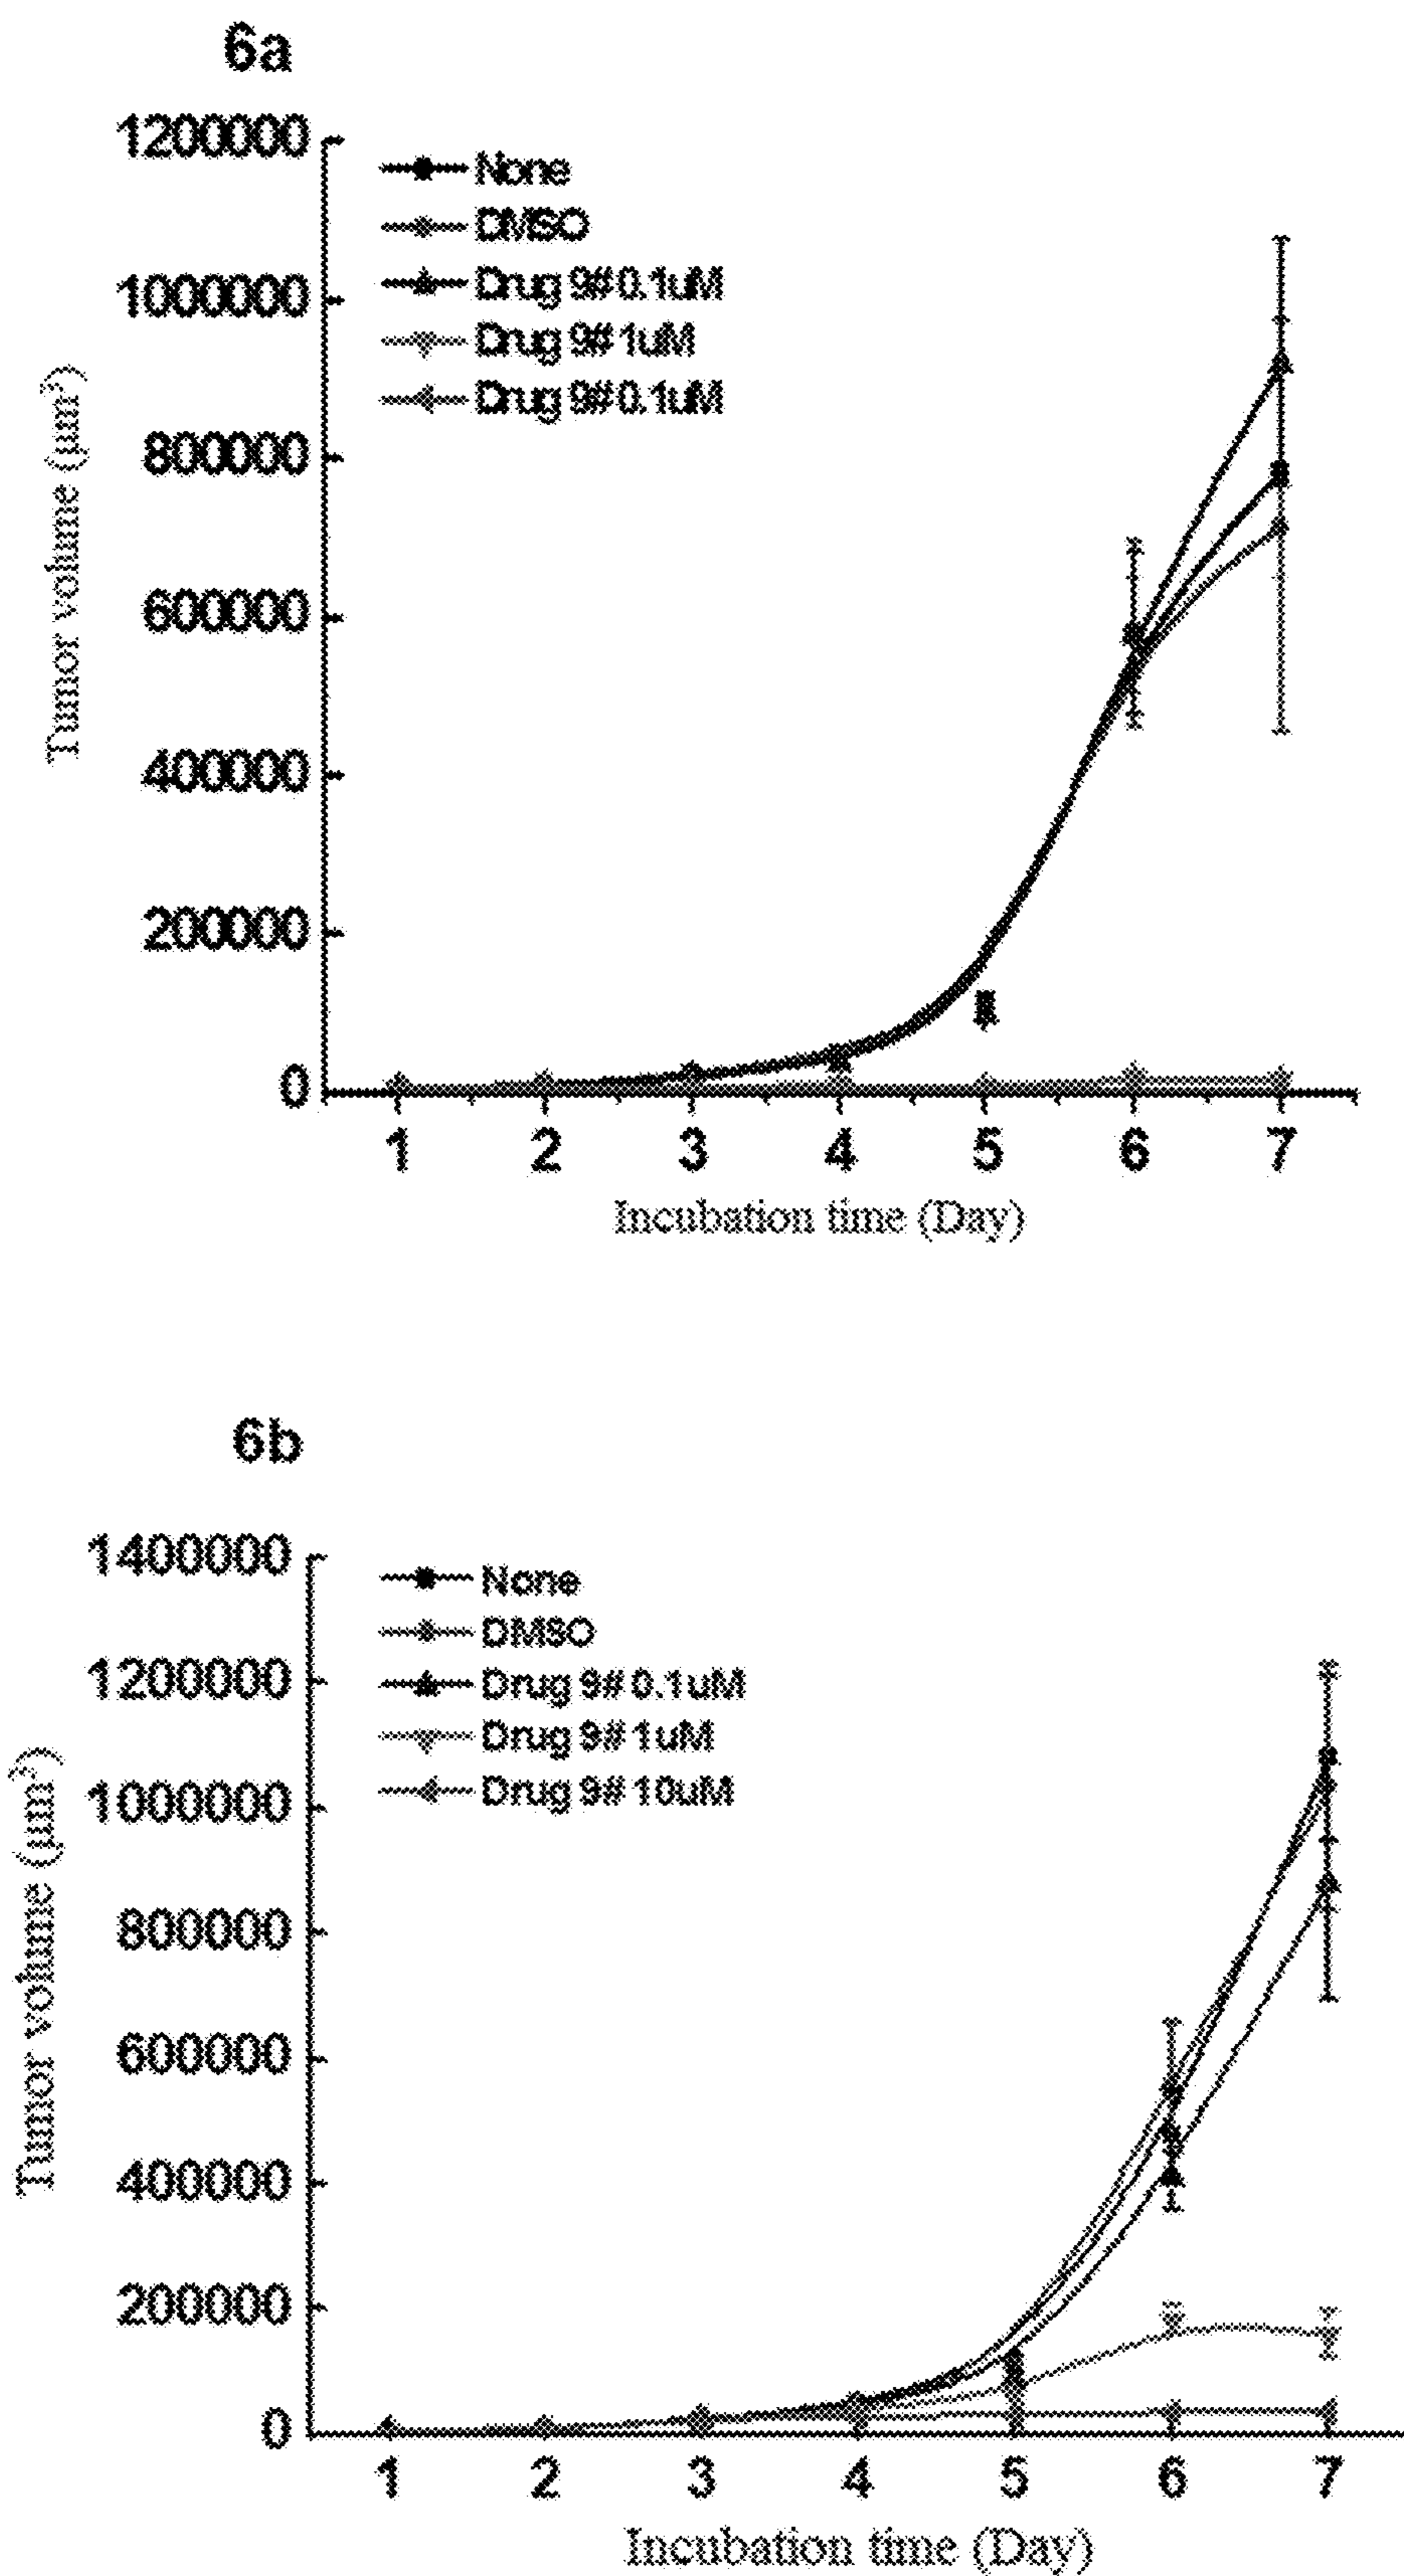 6a
1200000
1000000
800000
600000
400000
200000
0
None
DMSO
Drug 9# 0.1uM
Drug 9# 1uM
Drug 9# 0.1uM
Tumor volume (μm³)
1 2 3 4 5 6 7
Incubation time (Day)
6b
1400000
1200000
1000000
800000
600000
400000
200000
0
None
DMSO
Drug 9# 0.1uM
Drug 9# 1uM
Drug 9# 10uM
Tumor volume (μm³)
1 2 3 4 5 6 7
Incubation time (Day)